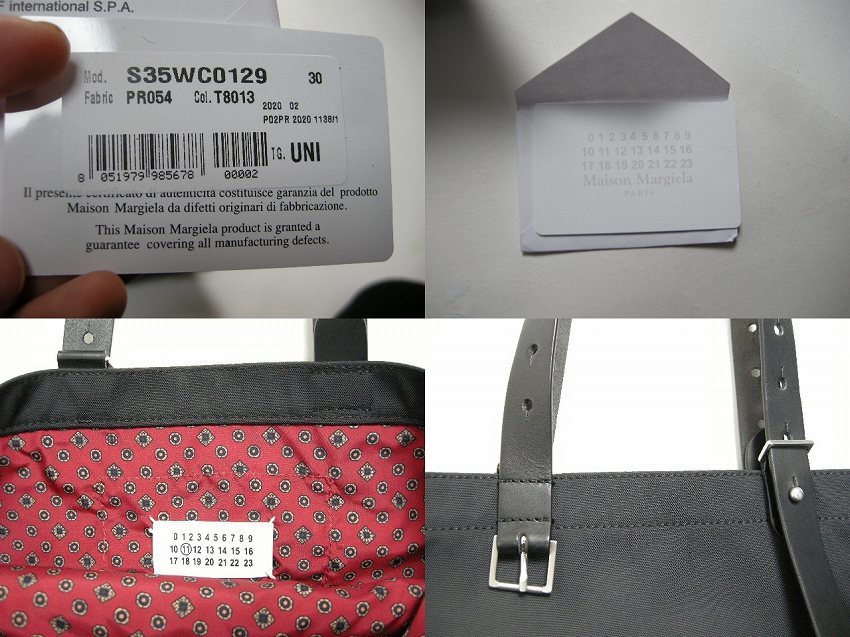 F international S.P.A.
Mod. S35WC0129 30
Fabric PR054 Col. T8013
2020 02
P02PR 2020 1138/1
TG. UNI
8 051979 985678 00002
Il presente certificato di autenticità costituisce garanzia del prodotto
Maison Margiela da difetti originari di fabbricazione.
This Maison Margiela product is granted a
guarantee covering all manufacturing defects.
0 1 2 3 4 5 6 7 8 9
10 11 12 13 14 15 16
17 18 19 20 21 22 23
Maison Margiela
PARIS
0 1 2 3 4 5 6 7 8 9
10 11 12 13 14 15 16
17 18 19 20 21 22 23